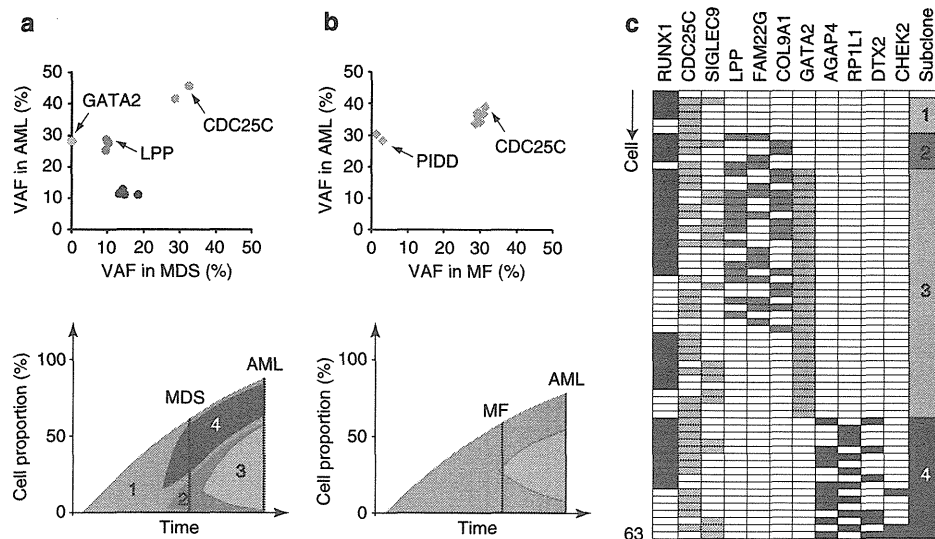 a
VAF in AML (%)
50
40
30
20
10
0
0 10 20 30 40 50
VAF in MDS (%)
GATA2
CDC25C
LPP
Cell proportion (%)
100
50
0
MDS
AML
1
2
3
4
Time
b
VAF in AML (%)
50
40
30
20
10
0
0 10 20 30 40 50
VAF in MF (%)
PIDD
CDC25C
Cell proportion (%)
100
50
0
MF
AML
Time
c
RUNX1
CDC25C
SIGLEC9
LPP
FAM22G
COL9A1
GATA2
AGAP4
RP1L1
DTX2
CHEK2
Subclone
Cell
63
1
2
3
4